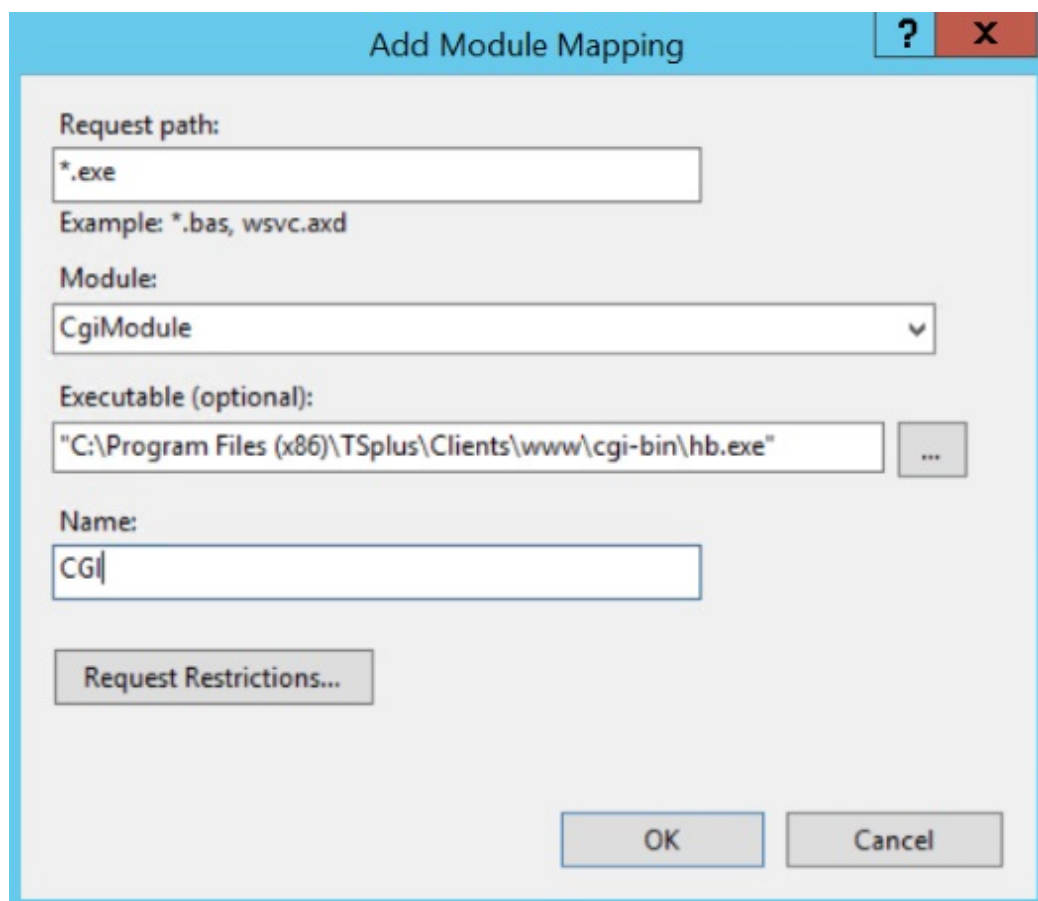 Add Module Mapping
? x
Request path:
*.exe
Example: *.bas, wsvc.axd
Module:
CgiModule
Executable (optional):
"C:\Program Files (x86)\TSplus\Clients\www\cgi-bin\hb.exe"
...
Name:
CGI
Request Restrictions...
OK Cancel